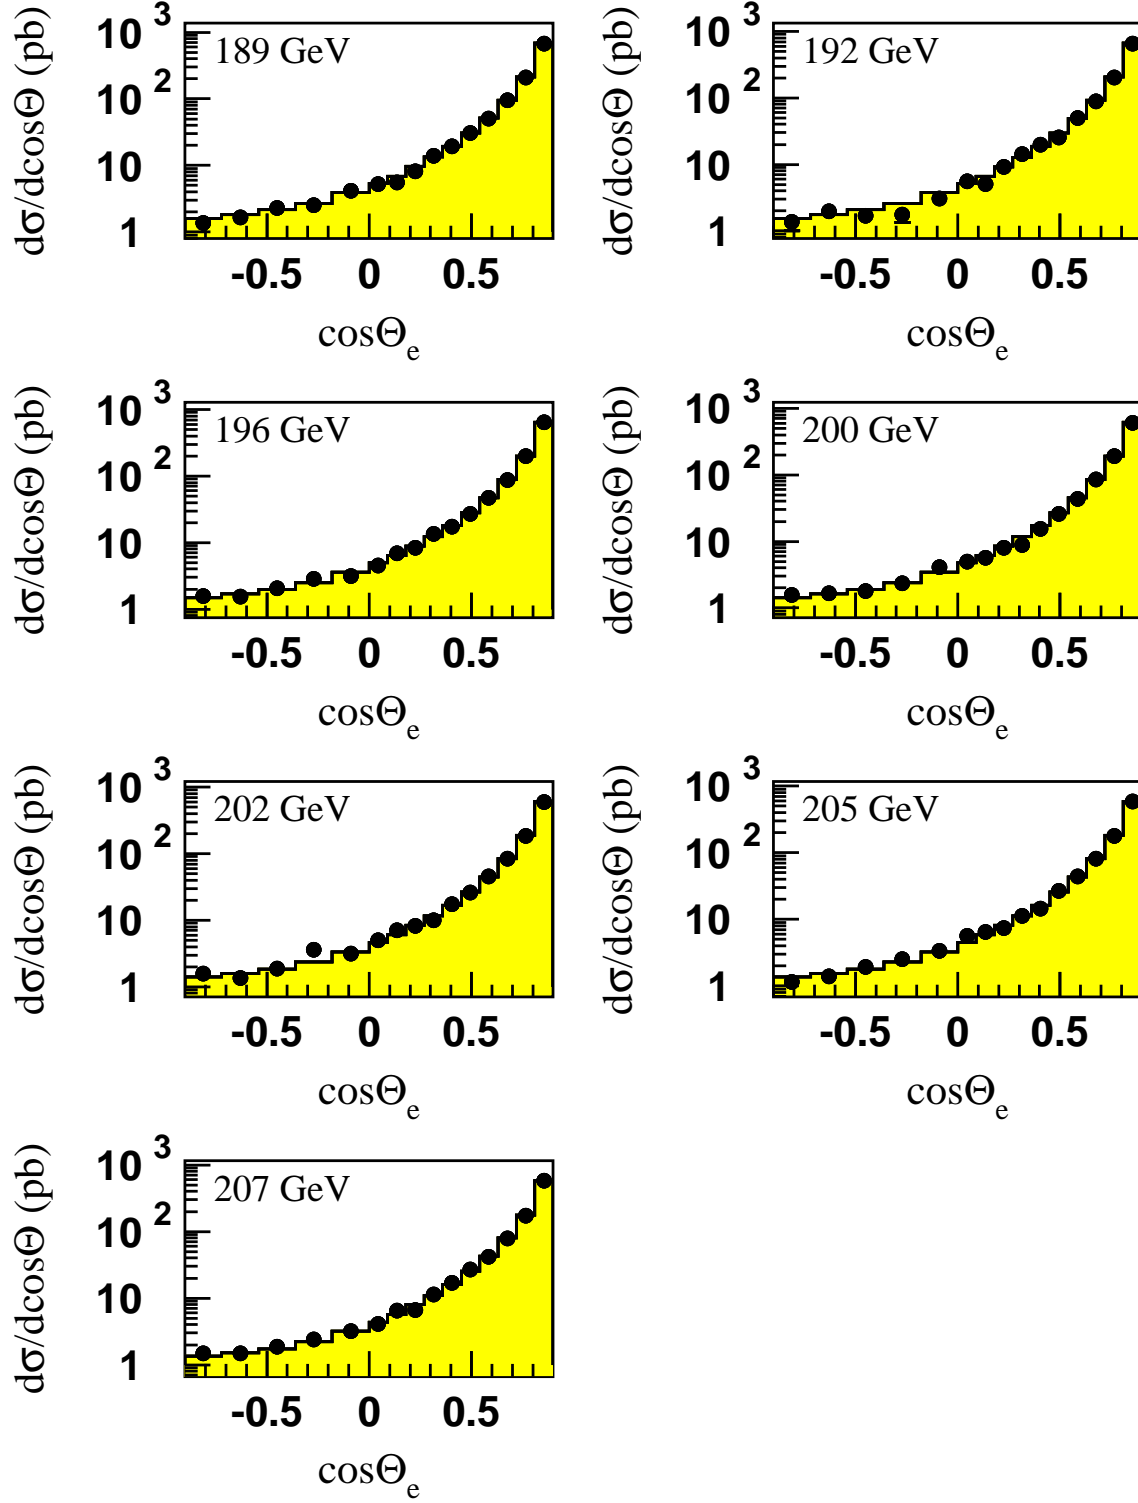 dσ/dcosΘ (pb)
10³
10²
10
1
189 GeV
-0.5 0 0.5
cosΘₑ
dσ/dcosΘ (pb)
10³
10²
10
1
192 GeV
-0.5 0 0.5
cosΘₑ
dσ/dcosΘ (pb)
10³
10²
10
1
196 GeV
-0.5 0 0.5
cosΘₑ
dσ/dcosΘ (pb)
10³
10²
10
1
200 GeV
-0.5 0 0.5
cosΘₑ
dσ/dcosΘ (pb)
10³
10²
10
1
202 GeV
-0.5 0 0.5
cosΘₑ
dσ/dcosΘ (pb)
10³
10²
10
1
205 GeV
-0.5 0 0.5
cosΘₑ
dσ/dcosΘ (pb)
10³
10²
10
1
207 GeV
-0.5 0 0.5
cosΘₑ